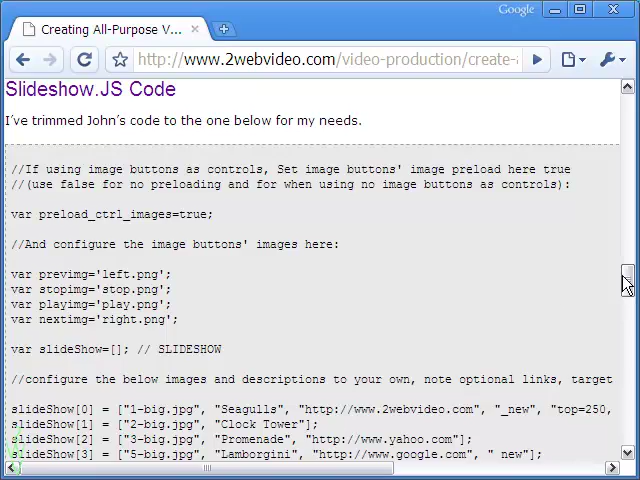 Google
Creating All-Purpose V...
http://www.2webvideo.com/video-production/create-a
Slideshow.JS Code
I've trimmed John's code to the one below for my needs.
//If using image buttons as controls, Set image buttons' image preload here true
//(use false for no preloading and for when using no image buttons as controls):
var preload_ctrl_images=true;
//And configure the image buttons' images here:
var previmg='left.png';
var stopimg='stop.png';
var playimg='play.png';
var nextimg='right.png';
var slideShow=[]; // SLIDESHOW
//configure the below images and descriptions to your own, note optional links, target
slideShow[0] = ["1-big.jpg", "Seagulls", "http://www.2webvideo.com", "_new", "top=250,
slideShow[1] = ["2-big.jpg", "Clock Tower"];
slideShow[2] = ["3-big.jpg", "Promenade", "http://www.yahoo.com"];
slideShow[3] = ["5-big.jpg", "Lamborgini", "http://www.google.com", "_new"];